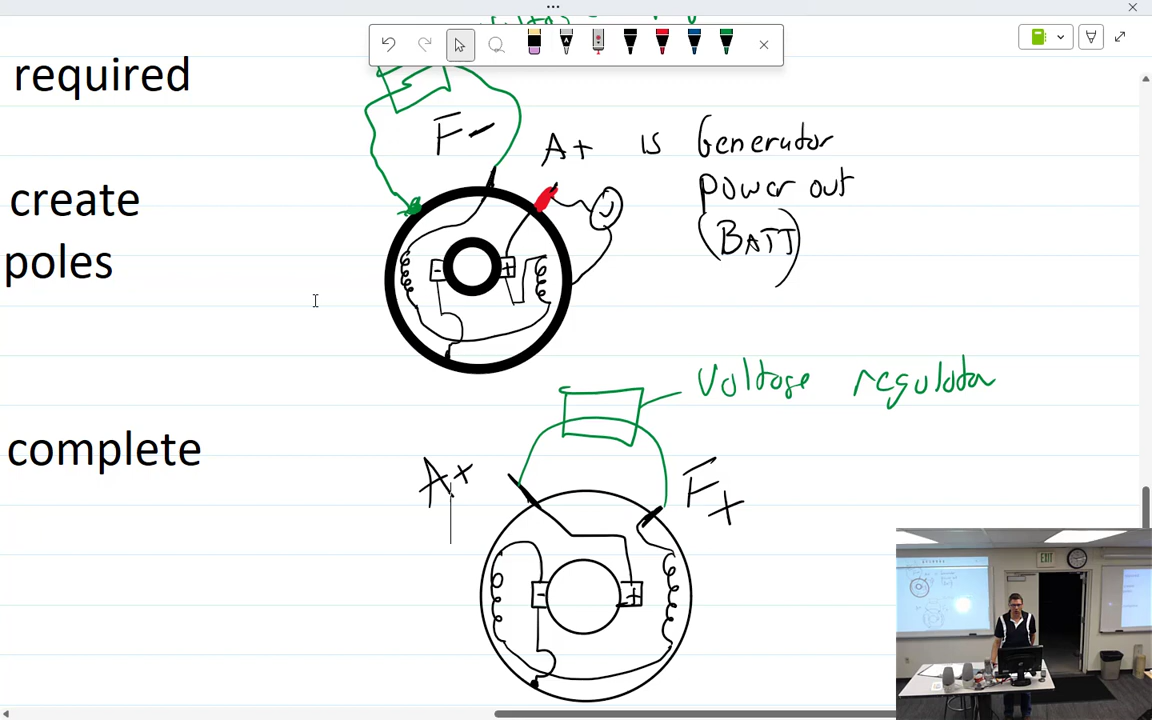 required
F-
A+ is Generator
create
power out
(BATT)
poles
Voltage regulator
complete
A+
F+
EXIT